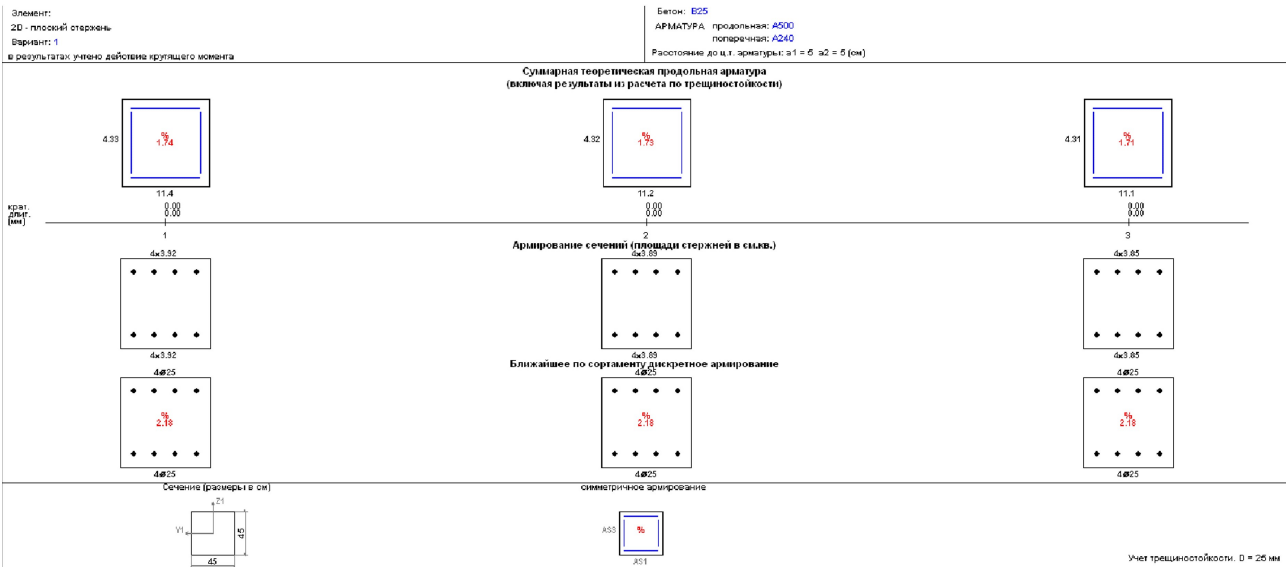 Элемент:
2D - плоский стержень
Вариант: 1
в результатах учтено действие крутящего момента
Бетон: B25
АРМАТУРА продольная: A500
поперечная: A240
Расстояние до ц.т. арматуры: a1 = 5 a2 = 5 (см)
Суммарная теоретическая продольная арматура
(включая результаты из расчета по трещиностойкости)
4.33 % 1.74 11.4
4.32 % 1.73 11.2
4.31 % 1.71 11.1
крат. 0.00 0.00 0.00
длит. 0.00 0.00 0.00
(мм)
1 2 3
Армирование сечений (площади стержней в см.кв.)
4x3.92 4x3.89 4x3.85
4x3.92 4x3.89 4x3.85
Ближайшее по сортаменту дискретное армирование
4ø25 4ø25 4ø25
% % %
2.18 2.18 2.18
4ø25 4ø25 4ø25
Сечение (размеры в см)
симметричное армирование
Z1
Y1
45
45
AS3 %
AS1
Учет трещиностойкости. D = 25 мм